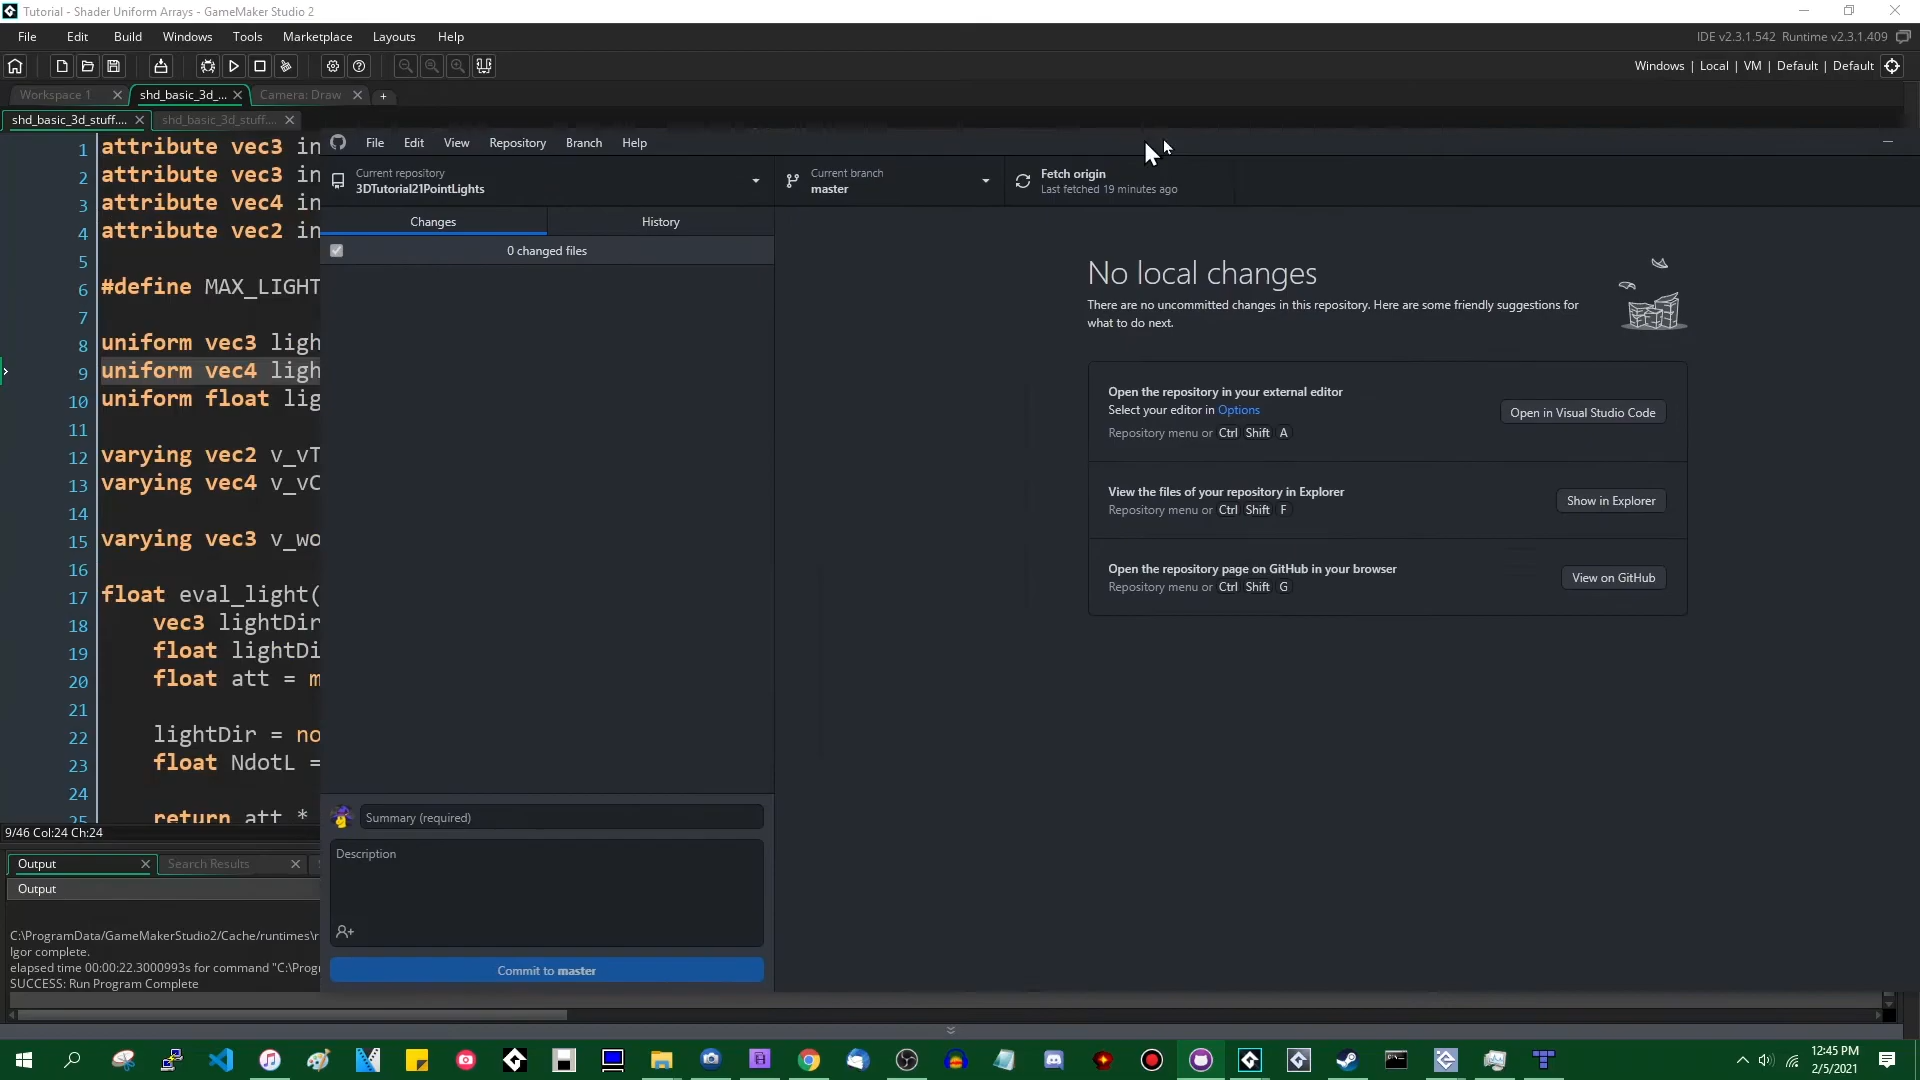 Tutorial - Shader Uniform Arrays - GameMaker Studio 2
File Edit Build Windows Tools Marketplace Layouts Help
IDE v2.3.1.542 Runtime v2.3.1.409
Windows | Local | VM | Default | Default
Workspace 1 shd_basic_3d_... Camera: Draw +
shd_basic_3d_stuff.... shd_basic_3d_stuff....
1 attribute vec3 in
2 attribute vec3 in
3 attribute vec4 in
4 attribute vec2 in
5
6 #define MAX_LIGHT
7
8 uniform vec3 ligh
9 uniform vec4 ligh
10 uniform float lig
11
12 varying vec2 v_vT
13 varying vec4 v_vC
14
15 varying vec3 v_wo
16
17 float eval_light(
18 vec3 lightDir
19 float lightDi
20 float att = m
21
22 lightDir = no
23 float NdotL =
24
25 return att *
9/46 Col:24 Ch:24
Output Search Results
Output
C:\ProgramData/GameMakerStudio2/Cache/runtimes\r
Igor complete.
elapsed time 00:00:22.3000993s for command "C:\Prog
SUCCESS: Run Program Complete
File Edit View Repository Branch Help
Current repository
3DTutorial21PointLights
Current branch
master
Fetch origin
Last fetched 19 minutes ago
Changes History
0 changed files
Summary (required)
Description
Commit to master
No local changes
There are no uncommitted changes in this repository. Here are some friendly suggestions for
what to do next.
Open the repository in your external editor
Select your editor in Options
Repository menu or Ctrl Shift A
Open in Visual Studio Code
View the files of your repository in Explorer
Repository menu or Ctrl Shift F
Show in Explorer
Open the repository page on GitHub in your browser
Repository menu or Ctrl Shift G
View on GitHub
12:45 PM
2/5/2021